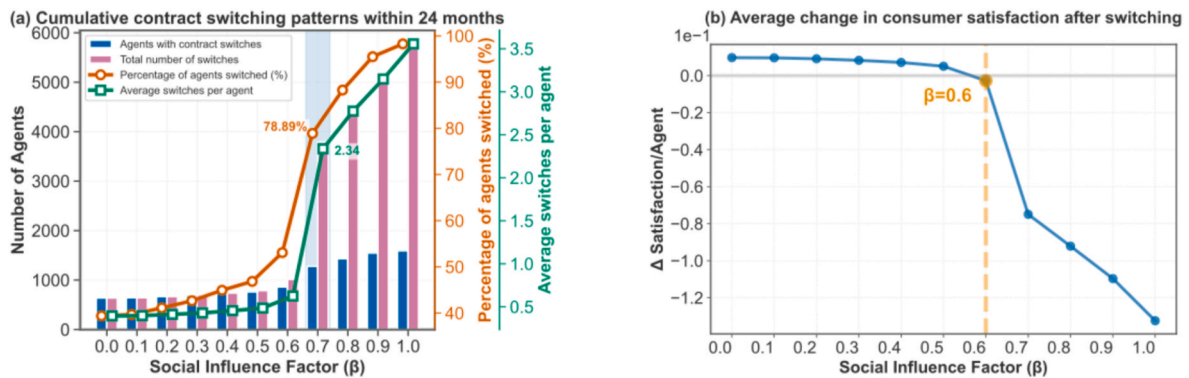 (a) Cumulative contract switching patterns within 24 months
Agents with contract switches
Total number of switches
Percentage of agents switched (%)
Average switches per agent
Number of Agents
6000
5000
4000
3000
2000
1000
0
78.89%
2.34
100
90
80
70
60
50
40
Percentage of agents switched (%)
3.5
3.0
2.5
2.0
1.5
1.0
0.5
Average switches per agent
0.0 0.1 0.2 0.3 0.4 0.5 0.6 0.7 0.8 0.9 1.0
Social Influence Factor (β)
(b) Average change in consumer satisfaction after switching
1e−1
0.0
−0.2
−0.4
−0.6
−0.8
−1.0
−1.2
Δ Satisfaction/Agent
β=0.6
0.0 0.1 0.2 0.3 0.4 0.5 0.6 0.7 0.8 0.9 1.0
Social Influence Factor (β)